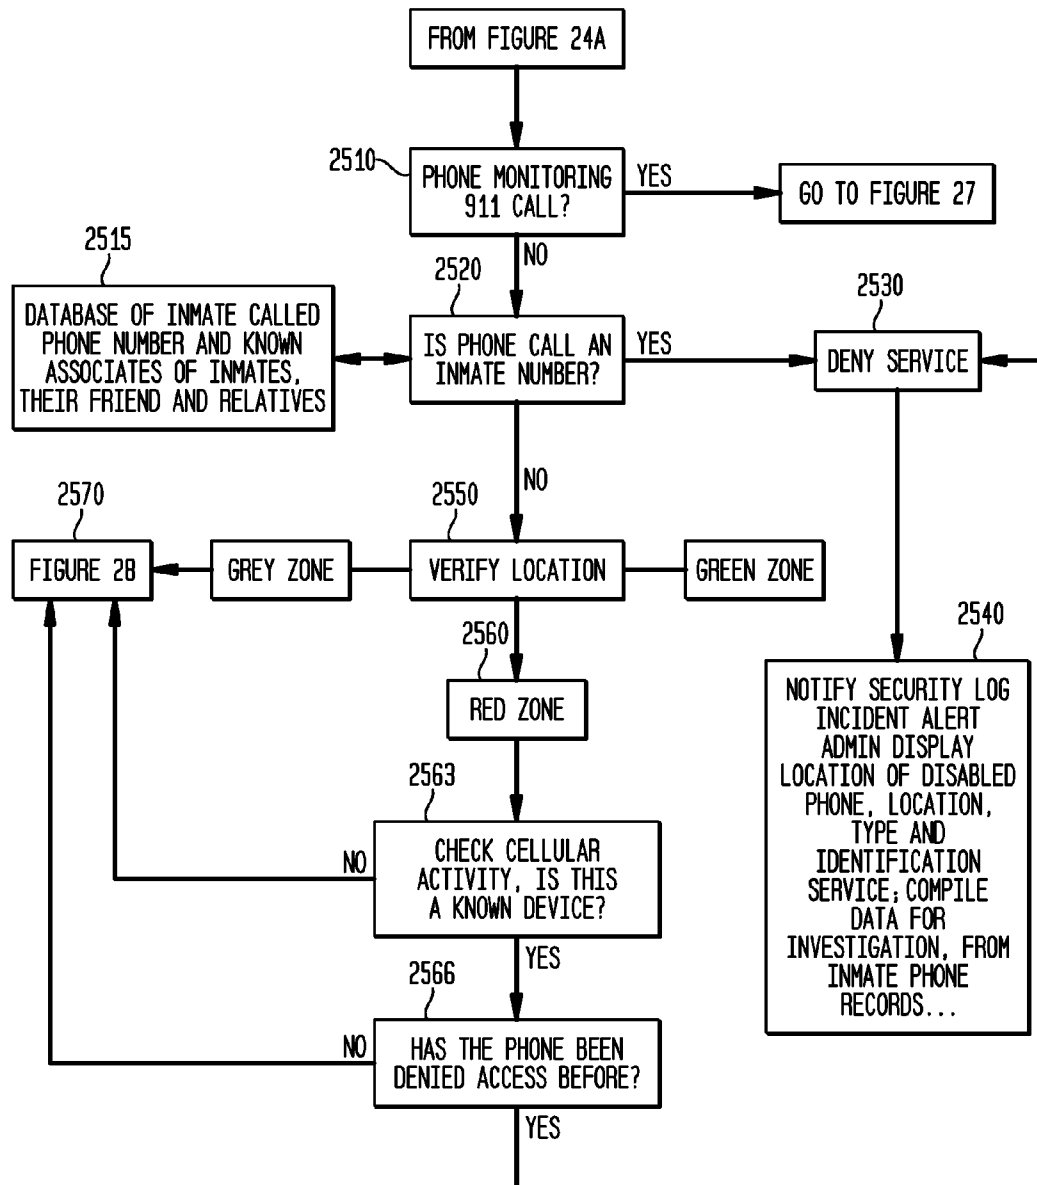 FROM FIGURE 24A
2510
PHONE MONITORING
911 CALL?
YES
GO TO FIGURE 27
NO
2515
DATABASE OF INMATE CALLED
PHONE NUMBER AND KNOWN
ASSOCIATES OF INMATES,
THEIR FRIEND AND RELATIVES
2520
IS PHONE CALL AN
INMATE NUMBER?
YES
2530
DENY SERVICE
NO
2570
FIGURE 28
GREY ZONE
2550
VERIFY LOCATION
GREEN ZONE
2560
RED ZONE
2540
NOTIFY SECURITY LOG
INCIDENT ALERT
ADMIN DISPLAY
LOCATION OF DISABLED
PHONE, LOCATION,
TYPE AND
IDENTIFICATION
SERVICE; COMPILE
DATA FOR
INVESTIGATION, FROM
INMATE PHONE
RECORDS...
2563
CHECK CELLULAR
ACTIVITY, IS THIS
A KNOWN DEVICE?
NO
YES
2566
HAS THE PHONE BEEN
DENIED ACCESS BEFORE?
NO
YES